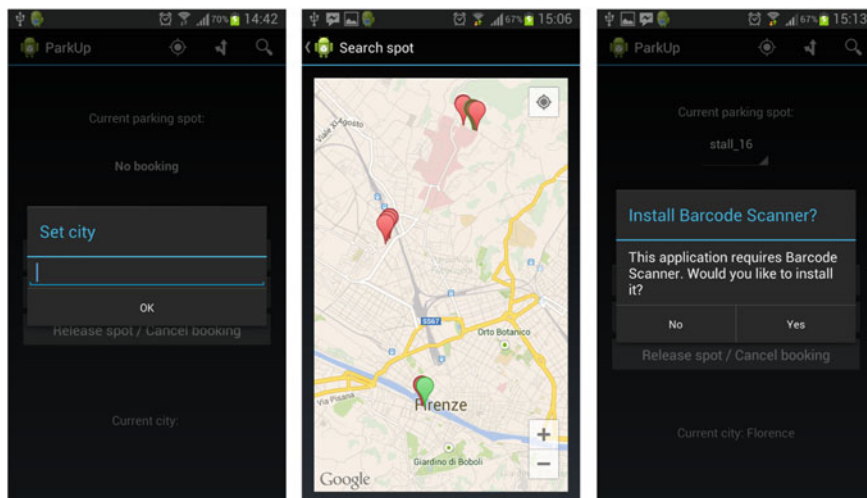 70% 14:42
ParkUp
Current parking spot:
No booking
Set city
OK
Release spot / Cancel booking
Current city:
67% 15:06
Search spot
Viale XI Agosto
SS67
Orto Botanico
Via Pisana
Firenze
Giardino di Boboli
+
−
Google
67% 15:13
ParkUp
Current parking spot:
stall_16
Install Barcode Scanner?
This application requires Barcode
Scanner. Would you like to install
it?
No Yes
Release spot / Cancel booking
Current city: Florence